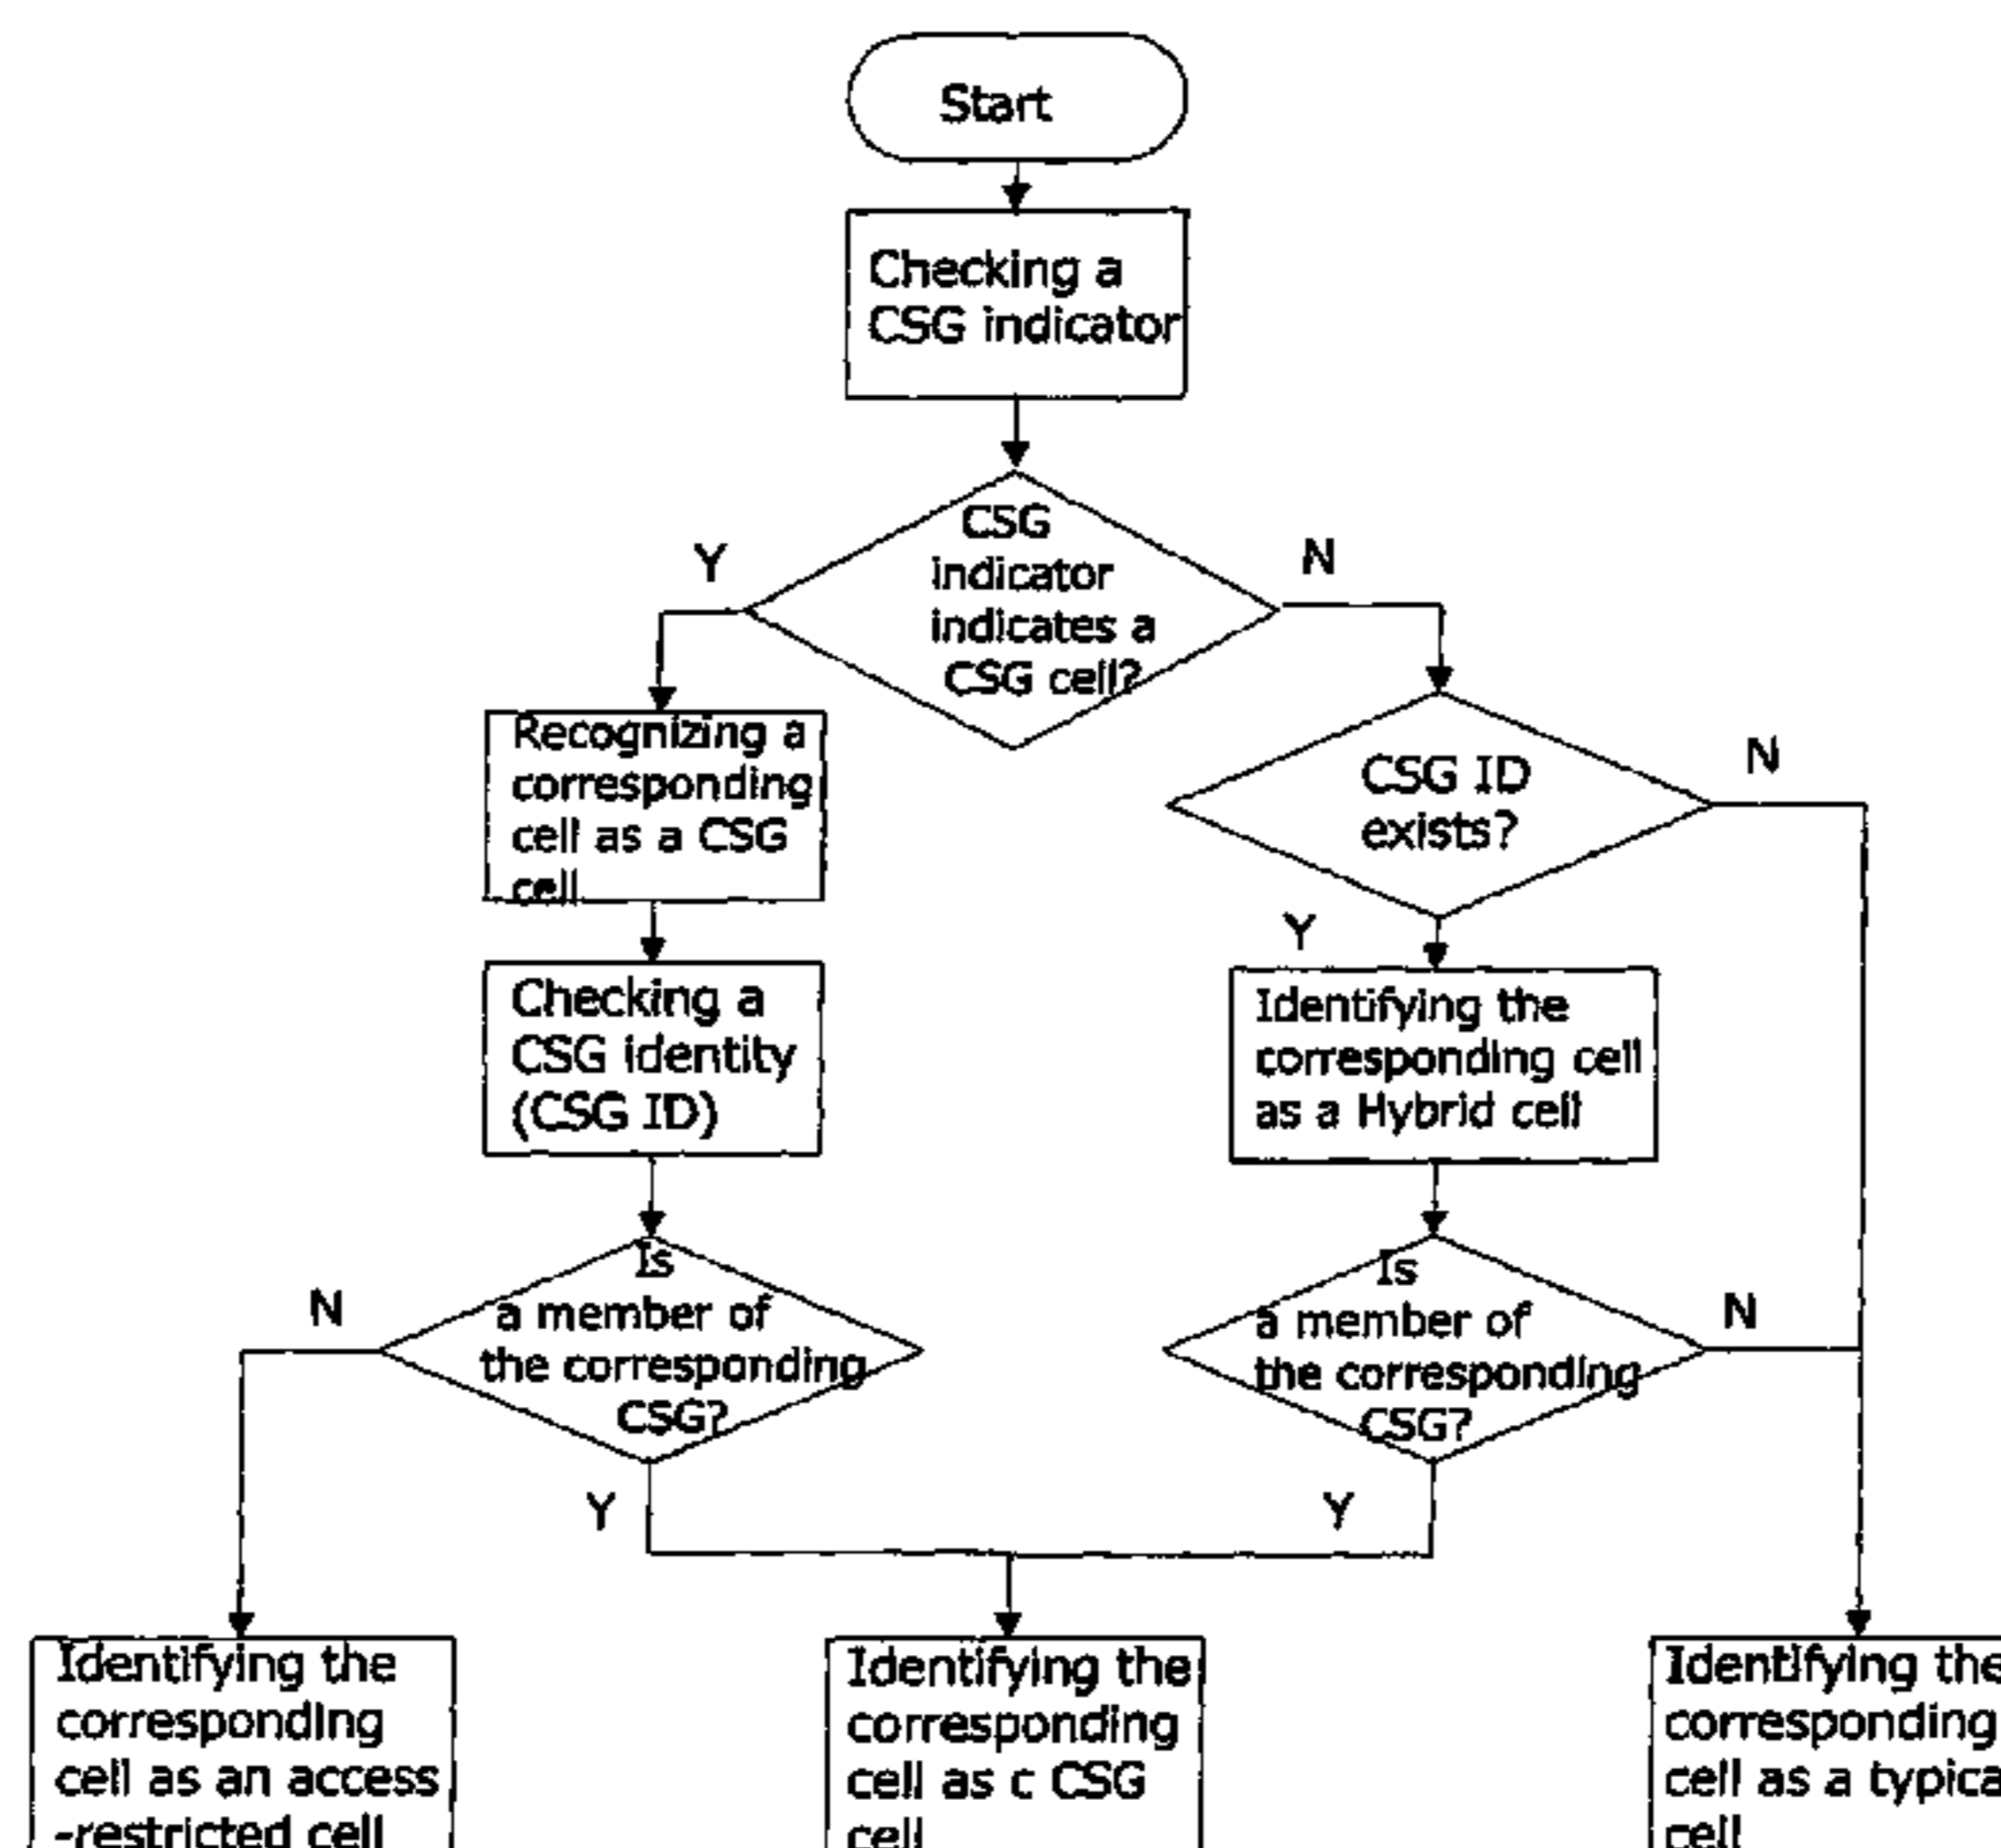 Start
Checking a
CSG indicator
CSG
indicator
indicates a
CSG cell?
Y
N
Recognizing a
corresponding
cell as a CSG
cell
CSG ID
exists?
N
Y
Checking a
CSG identity
(CSG ID)
Identifying the
corresponding cell
as a Hybrid cell
Is
a member of
the corresponding
CSG?
N
Y
Is
a member of
the corresponding
CSG?
N
Y
Identifying the
corresponding
cell as an access
-restricted cell
Identifying the
corresponding
cell as c CSG
cell
Identifying the
corresponding
cell as a typica
cell